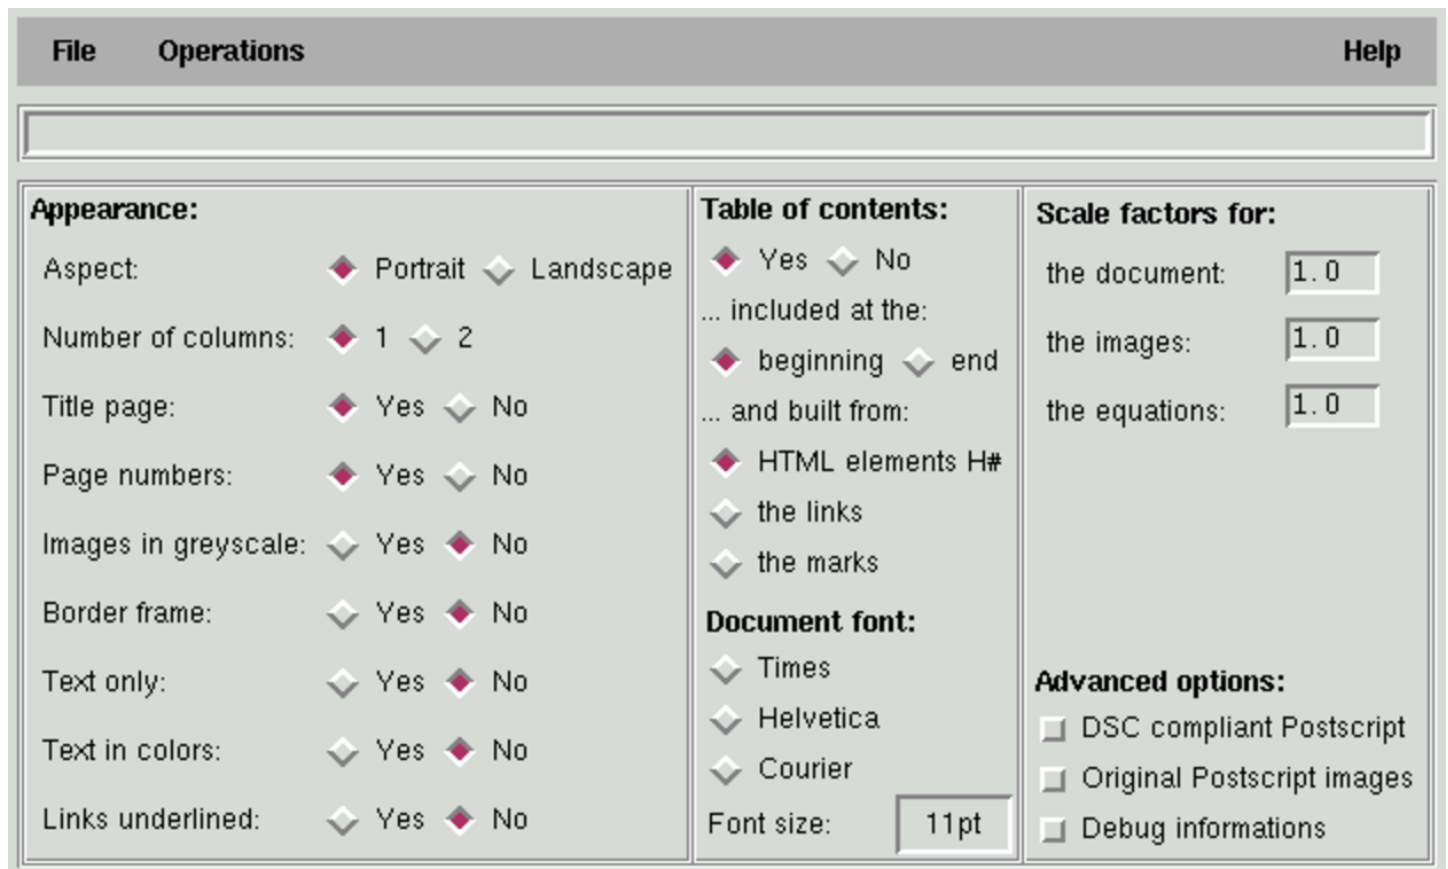 File Operations Help
Appearance:
Aspect: Portrait Landscape
Number of columns: 1 2
Title page: Yes No
Page numbers: Yes No
Images in greyscale: Yes No
Border frame: Yes No
Text only: Yes No
Text in colors: Yes No
Links underlined: Yes No
Table of contents:
Yes No
... included at the:
beginning end
... and built from:
HTML elements H#
the links
the marks
Document font:
Times
Helvetica
Courier
Font size: 11pt
Scale factors for:
the document: 1.0
the images: 1.0
the equations: 1.0
Advanced options:
DSC compliant Postscript
Original Postscript images
Debug informations